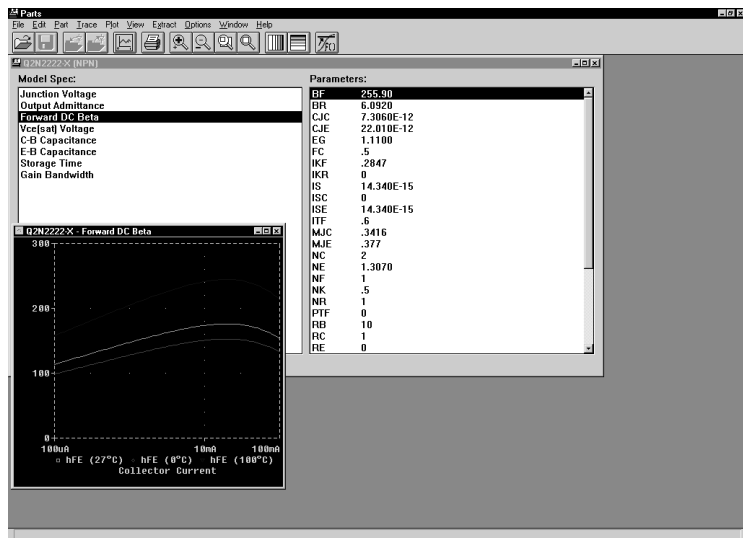 Parts
File Edit Part Trace Plot View Extract Options Window Help
Q2N2222-X (NPN)
Model Spec:
Junction Voltage
Output Admittance
Forward DC Beta
Vce(sat) Voltage
C-B Capacitance
E-B Capacitance
Storage Time
Gain Bandwidth
Parameters:
BF 255.90
BR 6.0920
CJC 7.3060E-12
CJE 22.010E-12
EG 1.1100
FC .5
IKF .2847
IKR 0
IS 14.340E-15
ISC 0
ISE 14.340E-15
ITF .6
MJC .3416
MJE .377
NC 2
NE 1.3070
NF 1
NK .5
NR 1
PTF 0
RB 10
RC 1
RE 0
Q2N2222-X - Forward DC Beta
300
200
100
0
100uA 10mA 100mA
hFE (27°C) hFE (0°C) hFE (100°C)
Collector Current